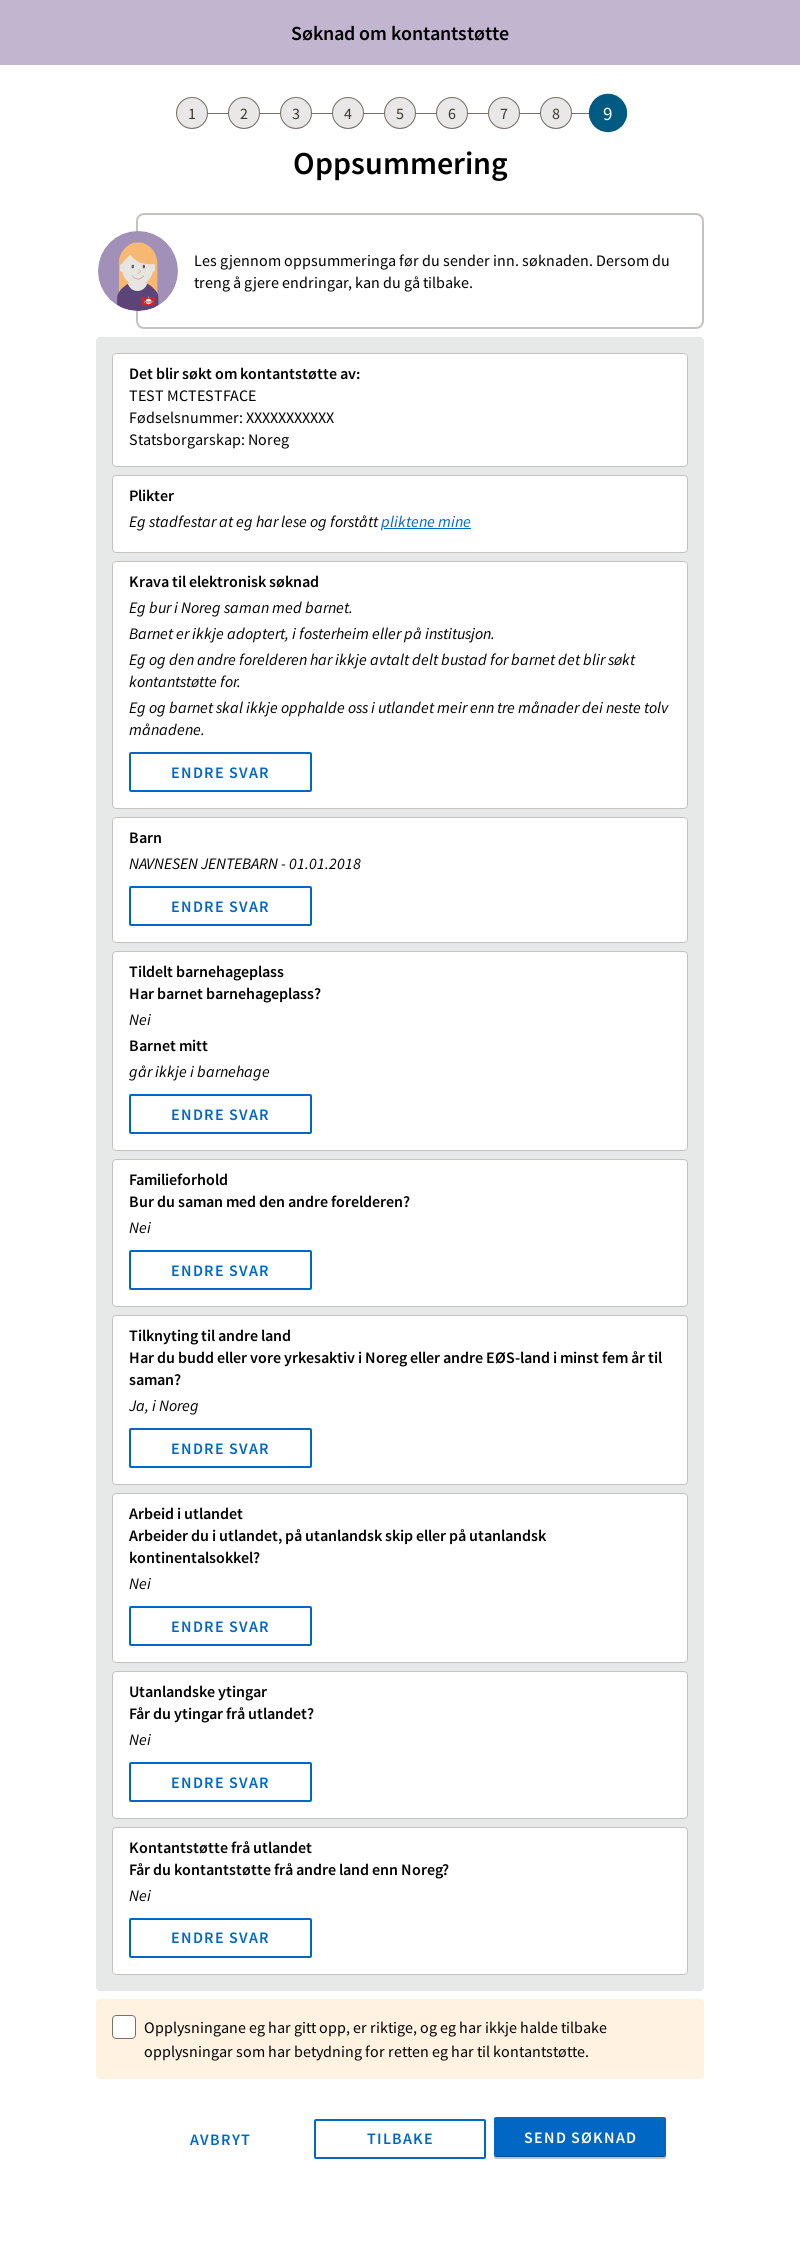 Søknad om kontantstøtte
1 2 3 4 5 6 7 8 9
Oppsummering
Les gjennom oppsummeringa før du sender inn. søknaden. Dersom du
treng å gjere endringar, kan du gå tilbake.
Det blir søkt om kontantstøtte av:
TEST MCTESTFACE
Fødselsnummer: XXXXXXXXXXX
Statsborgarskap: Noreg
Plikter
Eg stadfestar at eg har lese og forstått pliktene mine
Krava til elektronisk søknad
Eg bur i Noreg saman med barnet.
Barnet er ikkje adoptert, i fosterheim eller på institusjon.
Eg og den andre forelderen har ikkje avtalt delt bustad for barnet det blir søkt
kontantstøtte for.
Eg og barnet skal ikkje opphalde oss i utlandet meir enn tre månader dei neste tolv
månadene.
ENDRE SVAR
Barn
NAVNESEN JENTEBARN - 01.01.2018
ENDRE SVAR
Tildelt barnehageplass
Har barnet barnehageplass?
Nei
Barnet mitt
går ikkje i barnehage
ENDRE SVAR
Familieforhold
Bur du saman med den andre forelderen?
Nei
ENDRE SVAR
Tilknyting til andre land
Har du budd eller vore yrkesaktiv i Noreg eller andre EØS-land i minst fem år til
saman?
Ja, i Noreg
ENDRE SVAR
Arbeid i utlandet
Arbeider du i utlandet, på utanlandsk skip eller på utanlandsk
kontinentalsokkel?
Nei
ENDRE SVAR
Utanlandske ytingar
Får du ytingar frå utlandet?
Nei
ENDRE SVAR
Kontantstøtte frå utlandet
Får du kontantstøtte frå andre land enn Noreg?
Nei
ENDRE SVAR
Opplysningane eg har gitt opp, er riktige, og eg har ikkje halde tilbake
opplysningar som har betydning for retten eg har til kontantstøtte.
AVBRYT TILBAKE SEND SØKNAD